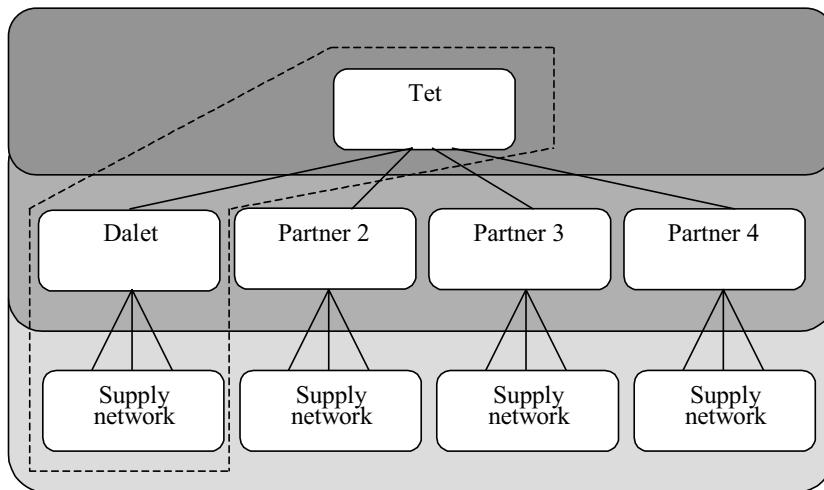 Tet
Dalet
Partner 2
Partner 3
Partner 4
Supply
network
Supply
network
Supply
network
Supply
network